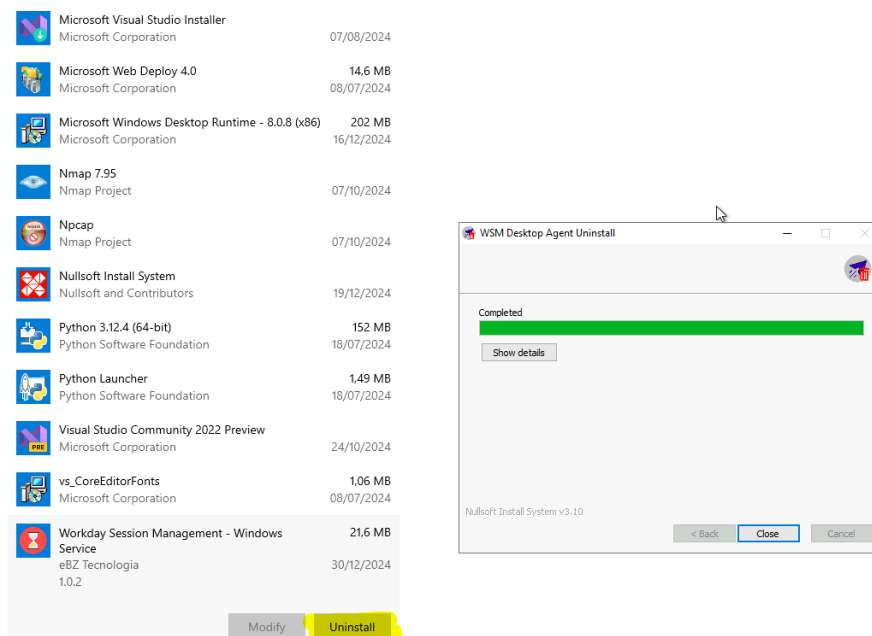 Microsoft Visual Studio Installer
Microsoft Corporation 07/08/2024
Microsoft Web Deploy 4.0 14,6 MB
Microsoft Corporation 08/07/2024
Microsoft Windows Desktop Runtime - 8.0.8 (x86) 202 MB
Microsoft Corporation 16/12/2024
Nmap 7.95
Nmap Project 07/10/2024
Npcap
Nmap Project 07/10/2024
Nullsoft Install System
Nullsoft and Contributors 19/12/2024
Python 3.12.4 (64-bit) 152 MB
Python Software Foundation 18/07/2024
Python Launcher 1,49 MB
Python Software Foundation 18/07/2024
Visual Studio Community 2022 Preview
PRE
Microsoft Corporation 24/10/2024
vs_CoreEditorFonts 1,06 MB
Microsoft Corporation 08/07/2024
Workday Session Management - Windows 21,6 MB
Service
eBZ Tecnologia 30/12/2024
1.0.2
Modify Uninstall
WSM Desktop Agent Uninstall
Completed
Show details
Nullsoft Install System v3.10
< Back Close Cancel